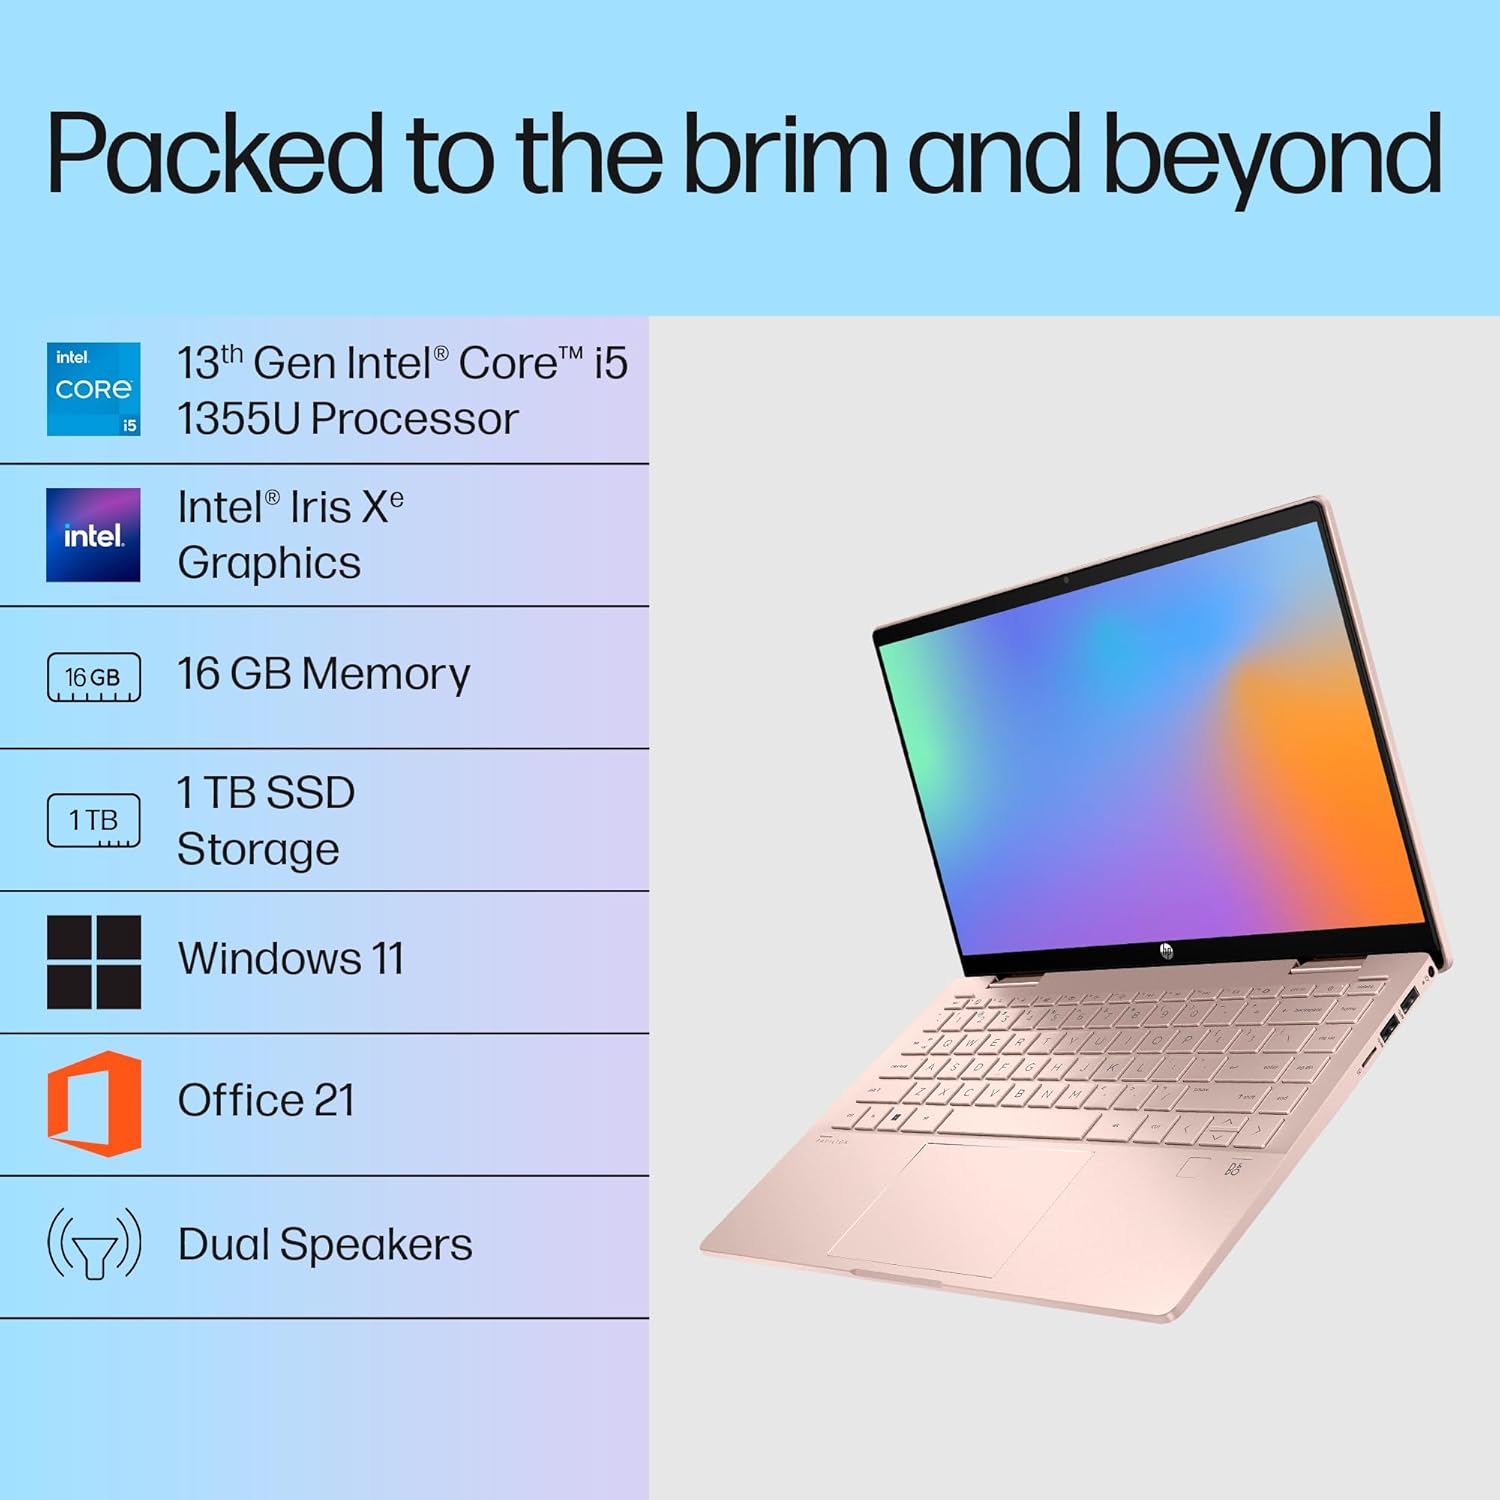 Packed to the brim and beyond
intel.
CORE
i5
13th Gen Intel® Core™ i5
1355U Processor
intel.
Intel® Iris Xe
Graphics
16 GB
16 GB Memory
1 TB
1 TB SSD
Storage
Windows 11
Office 21
Dual Speakers
hp
Q W E R T Y U I O P
A S D F G H J K L
Z X C V B N M
PAVILION
B&O